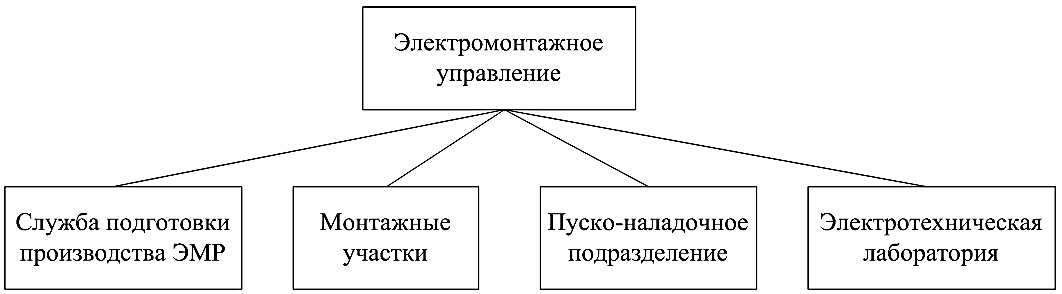 Электромонтажное
управление
Служба подготовки
производства ЭМР
Монтажные
участки
Пуско-наладочное
подразделение
Электротехническая
лаборатория